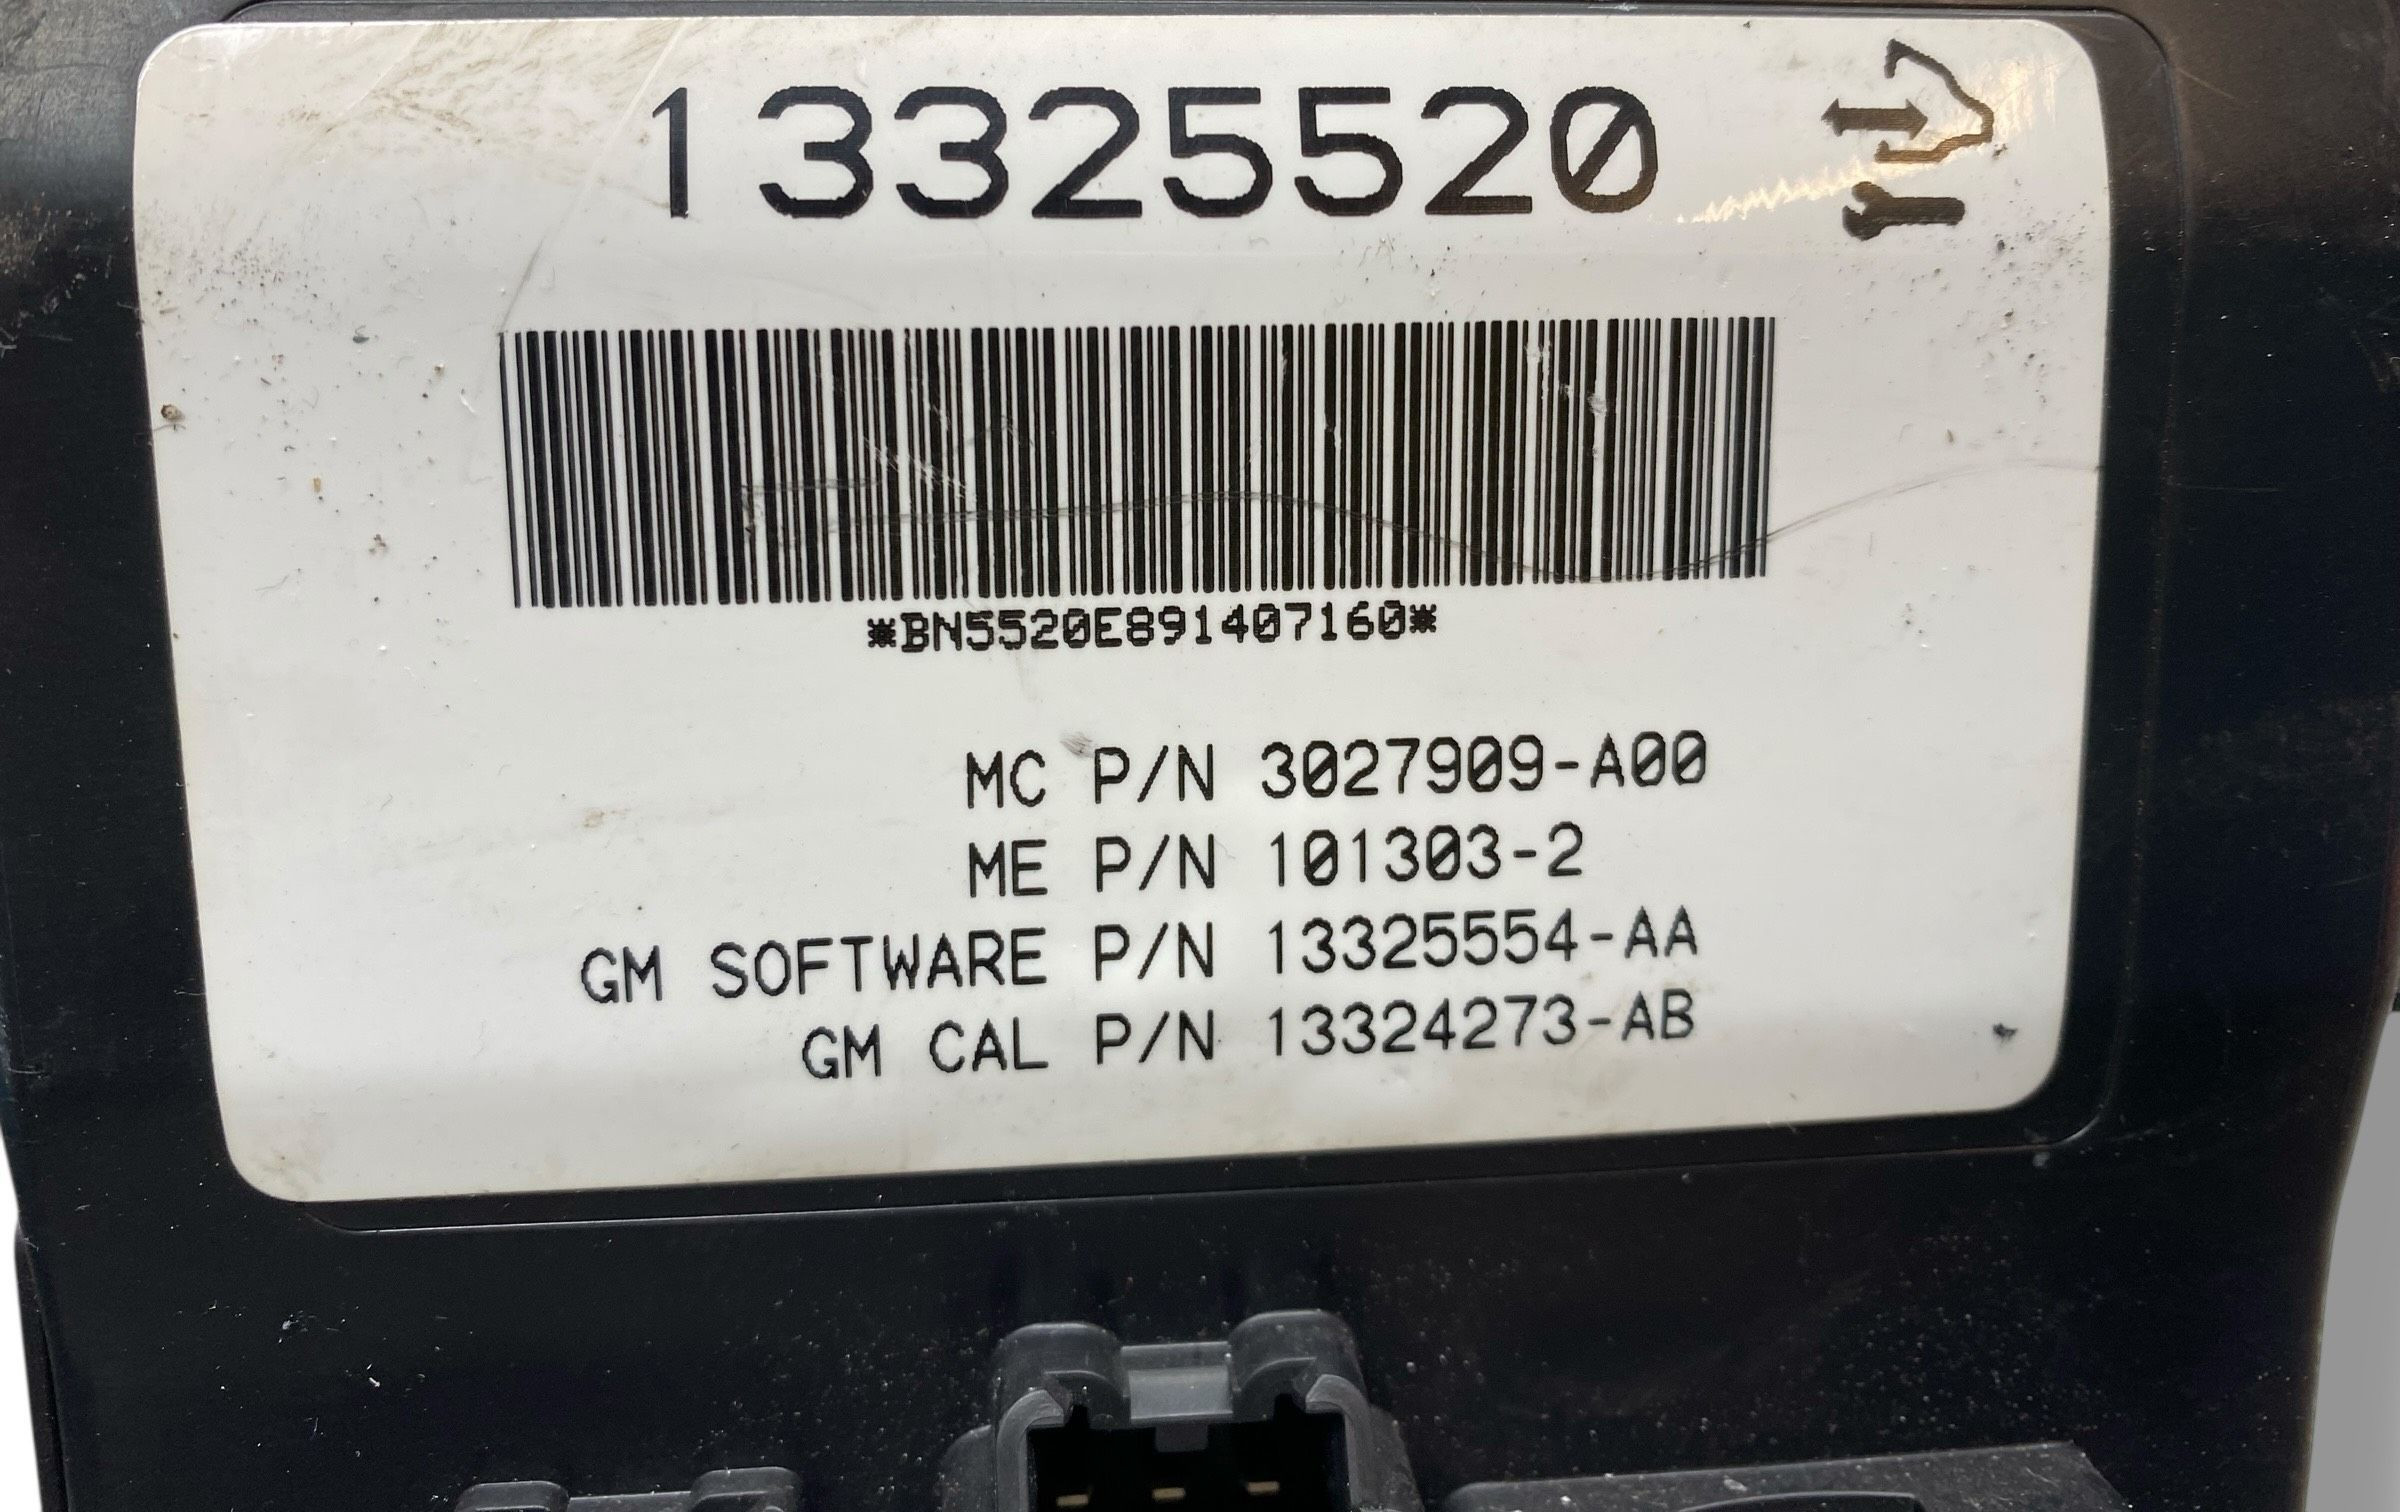 13325520
*BN5520E891407160*
MC P/N 3027909-A00
ME P/N 101303-2
GM SOFTWARE P/N 13325554-AA
GM CAL P/N 13324273-AB